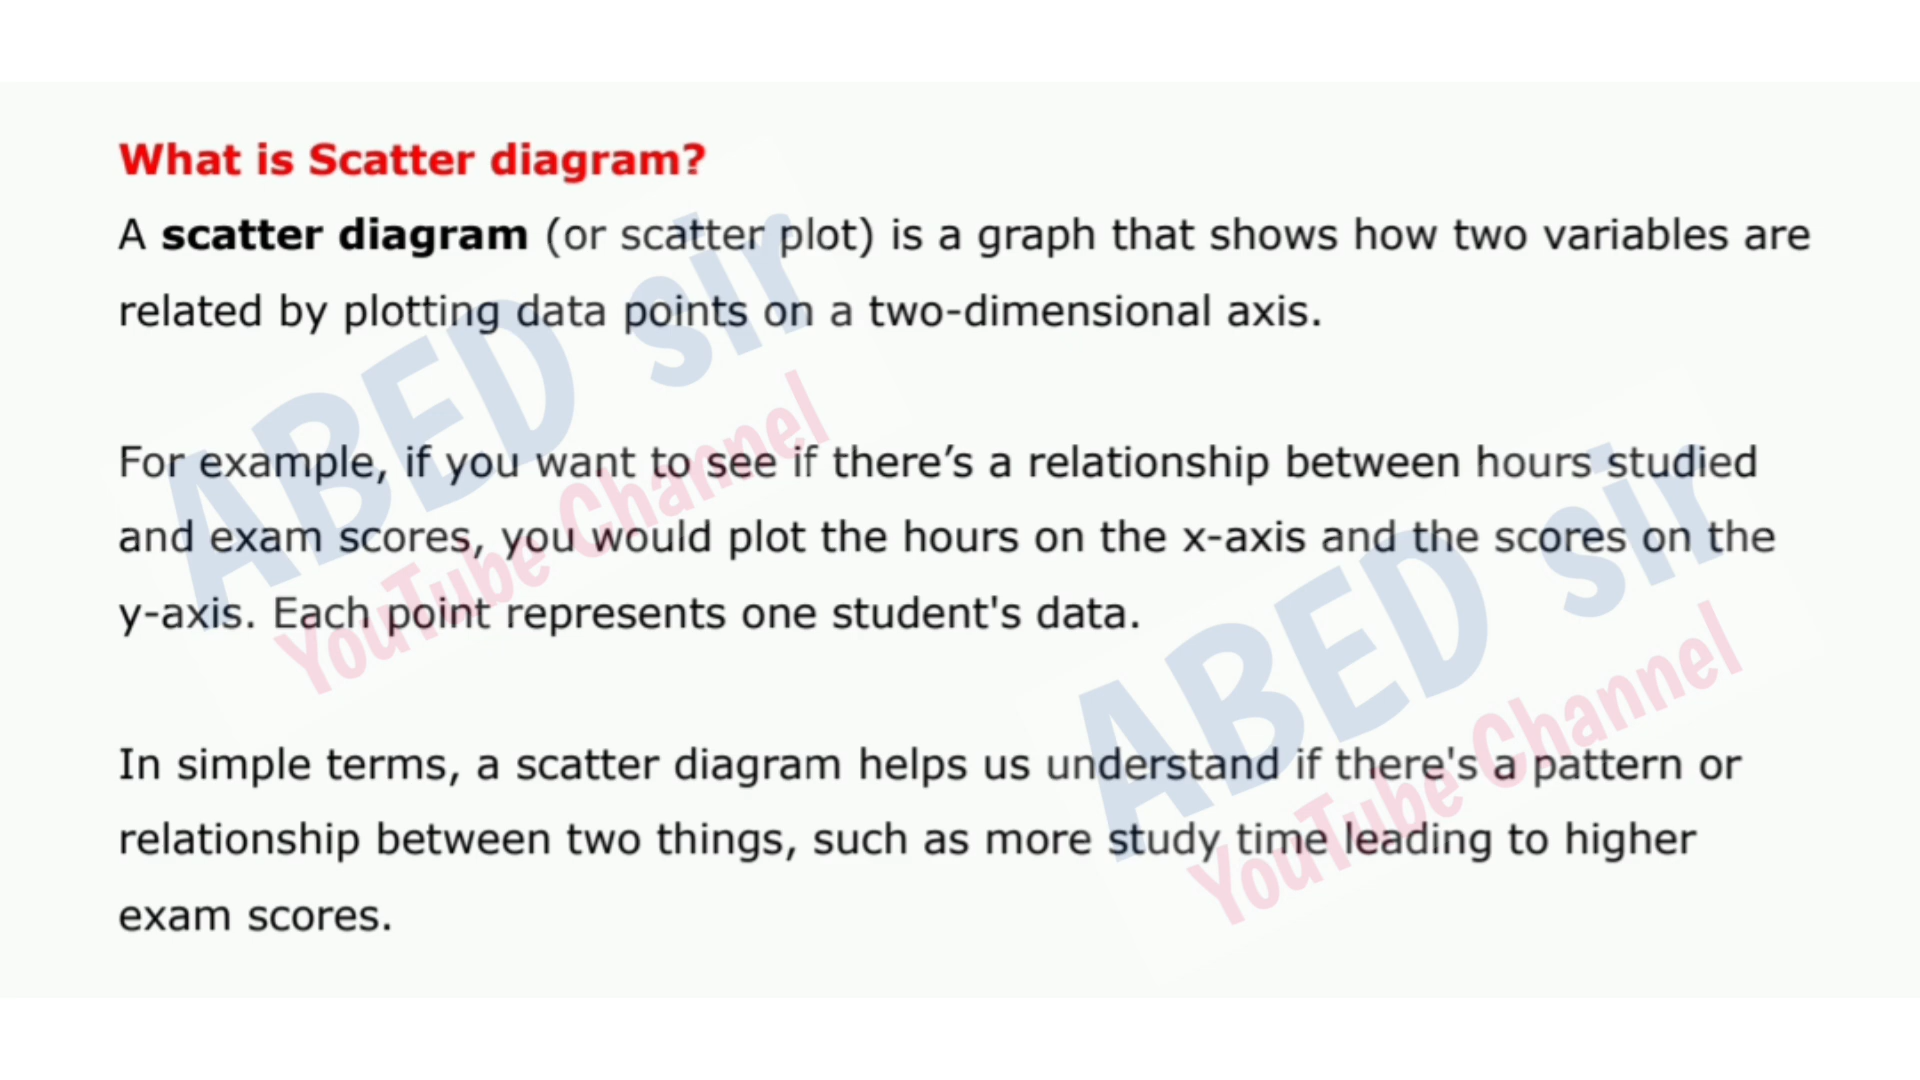 What is Scatter diagram?
A scatter diagram (or scatter plot) is a graph that shows how two variables are
related by plotting data points on a two-dimensional axis.
For example, if you want to see if there’s a relationship between hours studied
and exam scores, you would plot the hours on the x-axis and the scores on the
y-axis. Each point represents one student's data.
In simple terms, a scatter diagram helps us understand if there's a pattern or
relationship between two things, such as more study time leading to higher
exam scores.
ABED sir
YouTube Channel
ABED sir
YouTube Channel